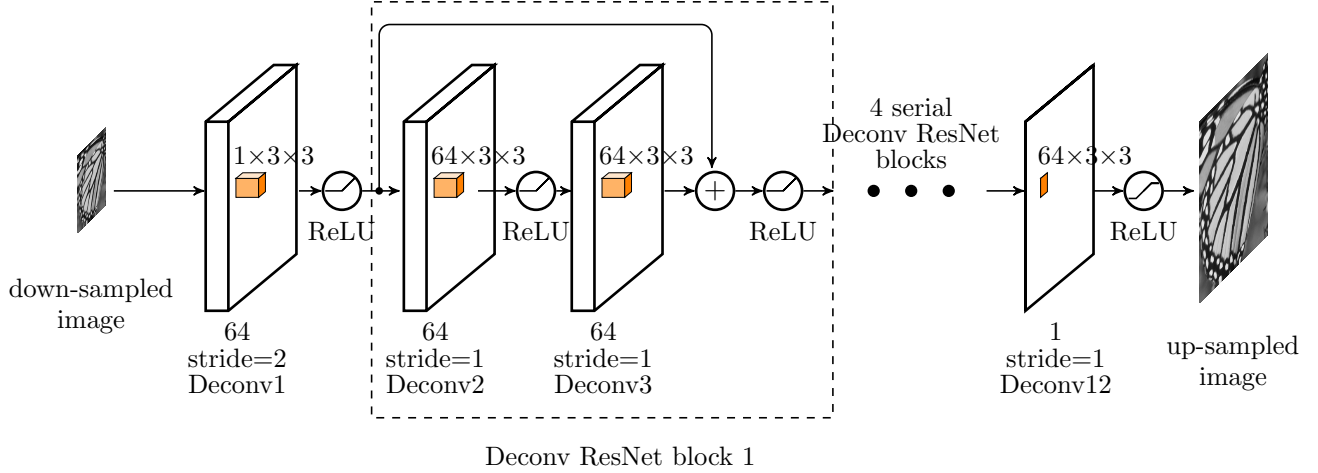 down-sampled
image
1×3×3
ReLU
64
stride=2
Deconv1
64×3×3
ReLU
64
stride=1
Deconv2
64×3×3
64
stride=1
Deconv3
ReLU
Deconv ResNet block 1
4 serial
Deconv ResNet
blocks
64×3×3
ReLU
1
stride=1
Deconv12
up-sampled
image